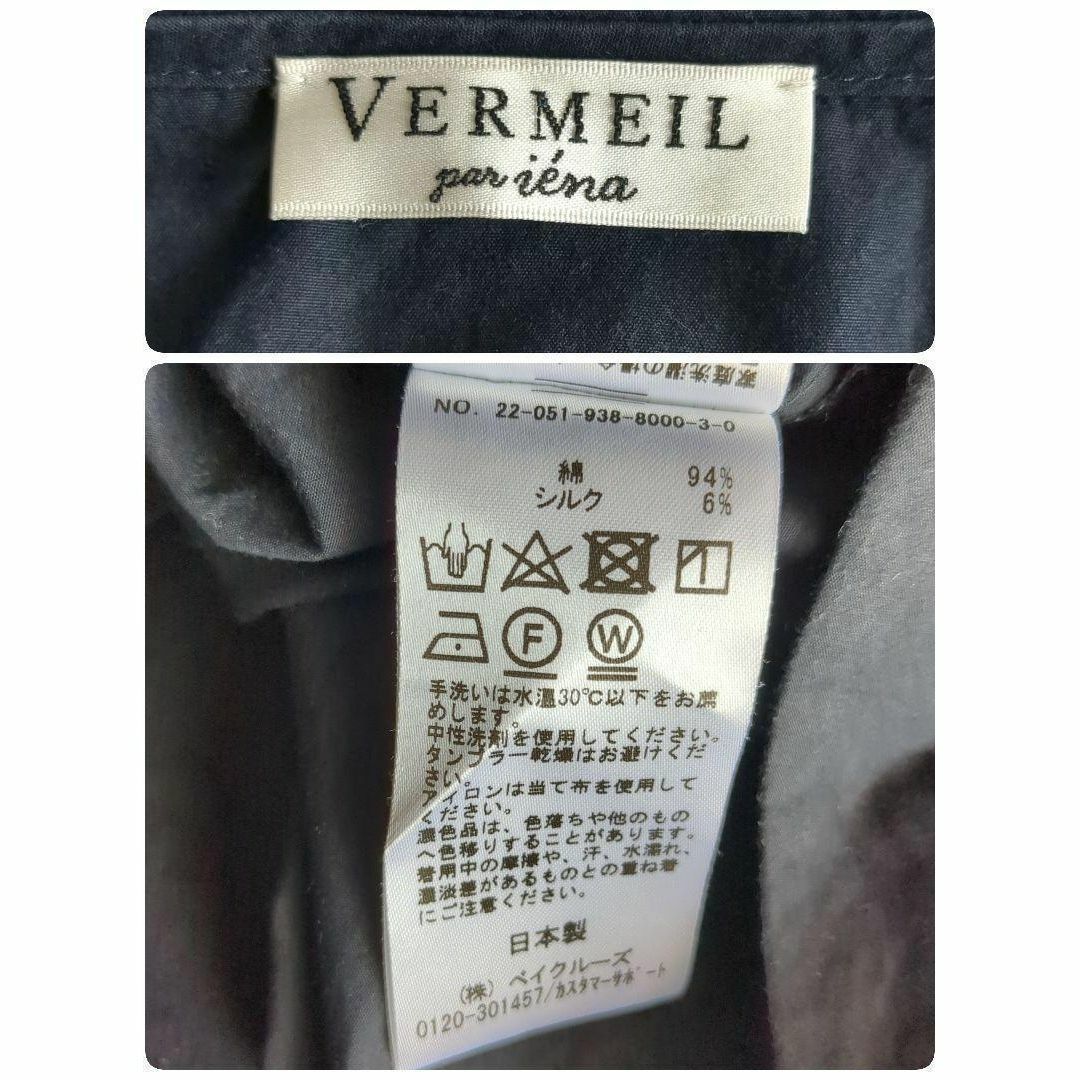 VERMEIL
par iéna
家庭洗濯の場合
NO. 22-051-938-8000-3-0
綿 94%
シルク 6%
F W
手洗いは水温30℃以下をお薦
めします。
中性洗剤を使用してください。
タンブラー乾燥はお避けくだ
さい。
アイロンは当て布を使用して
ください。
濃色品は、色落ちや他のもの
へ色移りすることがあります。
着用中の摩擦や、汗、水濡れ、
濃淡差があるものとの重ね着
にご注意ください。
日本製
(株) ベイクルーズ
0120-301457/カスタマーサポート